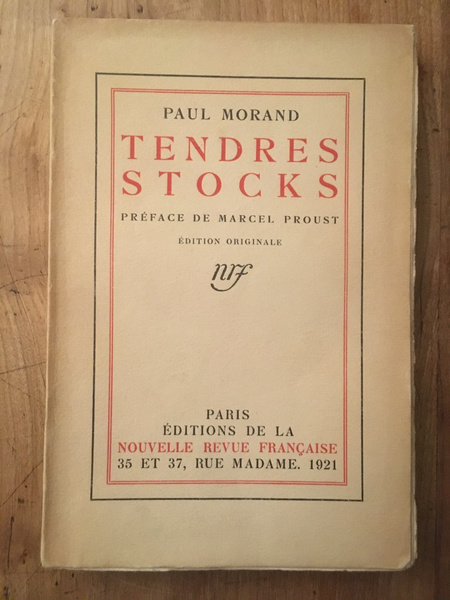 PAUL MORAND
TENDRES
STOCKS
PRÉFACE DE MARCEL PROUST
ÉDITION ORIGINALE
nrf
PARIS
ÉDITIONS DE LA
NOUVELLE REVUE FRANÇAISE
35 ET 37, RUE MADAME. 1921